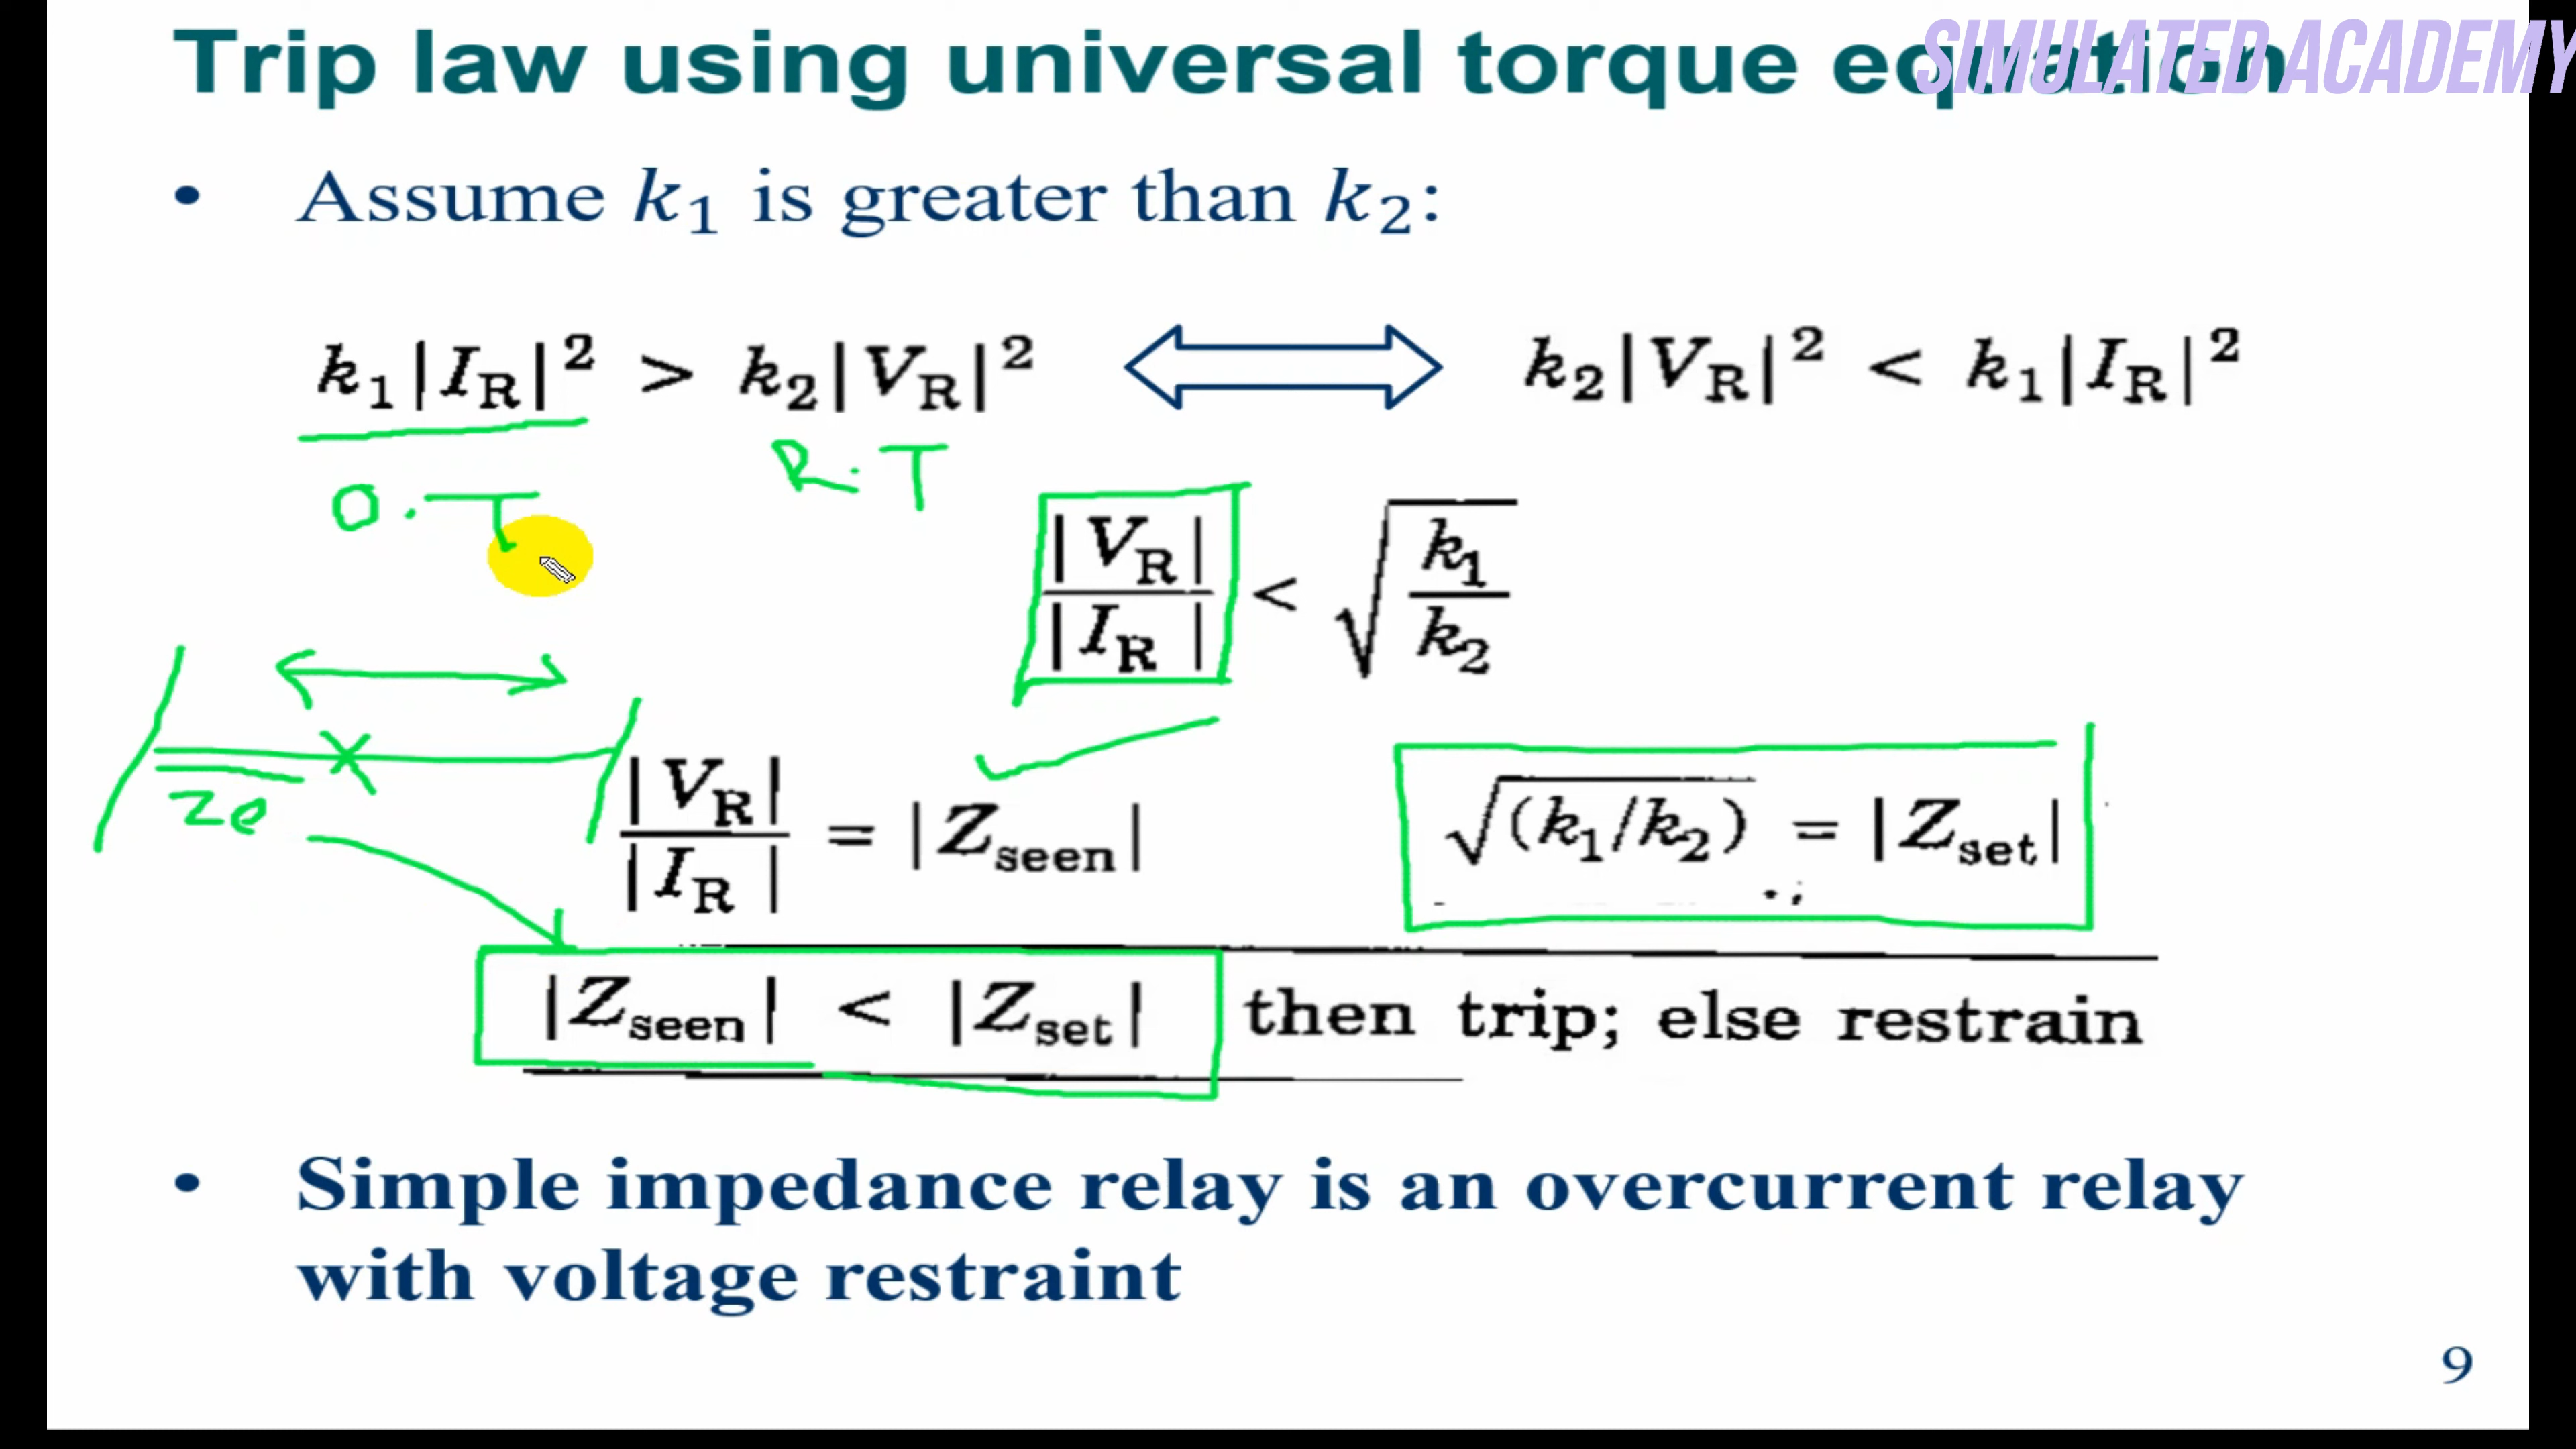 Trip law using universal torque equation
SIMULATED ACADEMY
• Assume k₁ is greater than k₂:
k₁|I_R|² > k₂|V_R|² ⟺ k₂|V_R|² < k₁|I_R|²
R.T
O.T
|V_R| / |I_R| < √(k₁/k₂)
Ze
|V_R| / |I_R| = |Z_seen|
√(k₁/k₂) = |Z_set|
|Z_seen| < |Z_set| then trip; else restrain
• Simple impedance relay is an overcurrent relay
with voltage restraint
9